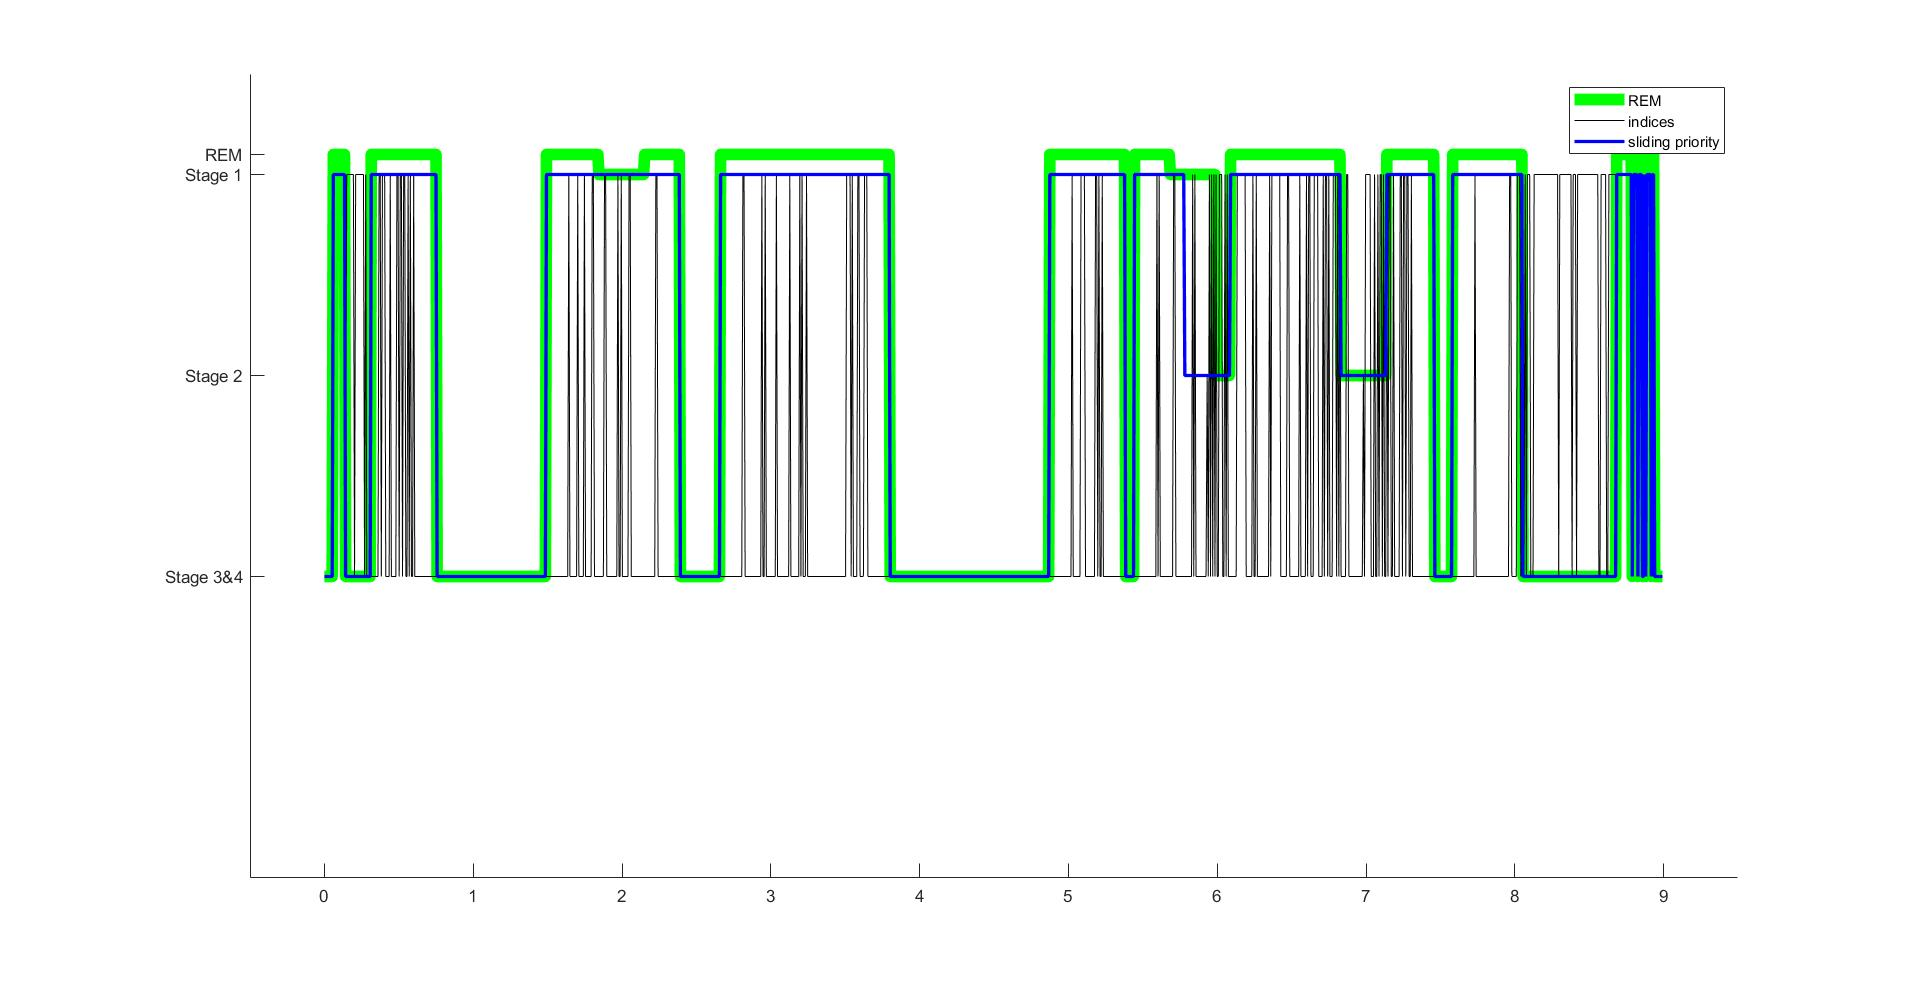 REM
indices
sliding priority
REM
Stage 1
Stage 2
Stage 3&4
0 1 2 3 4 5 6 7 8 9